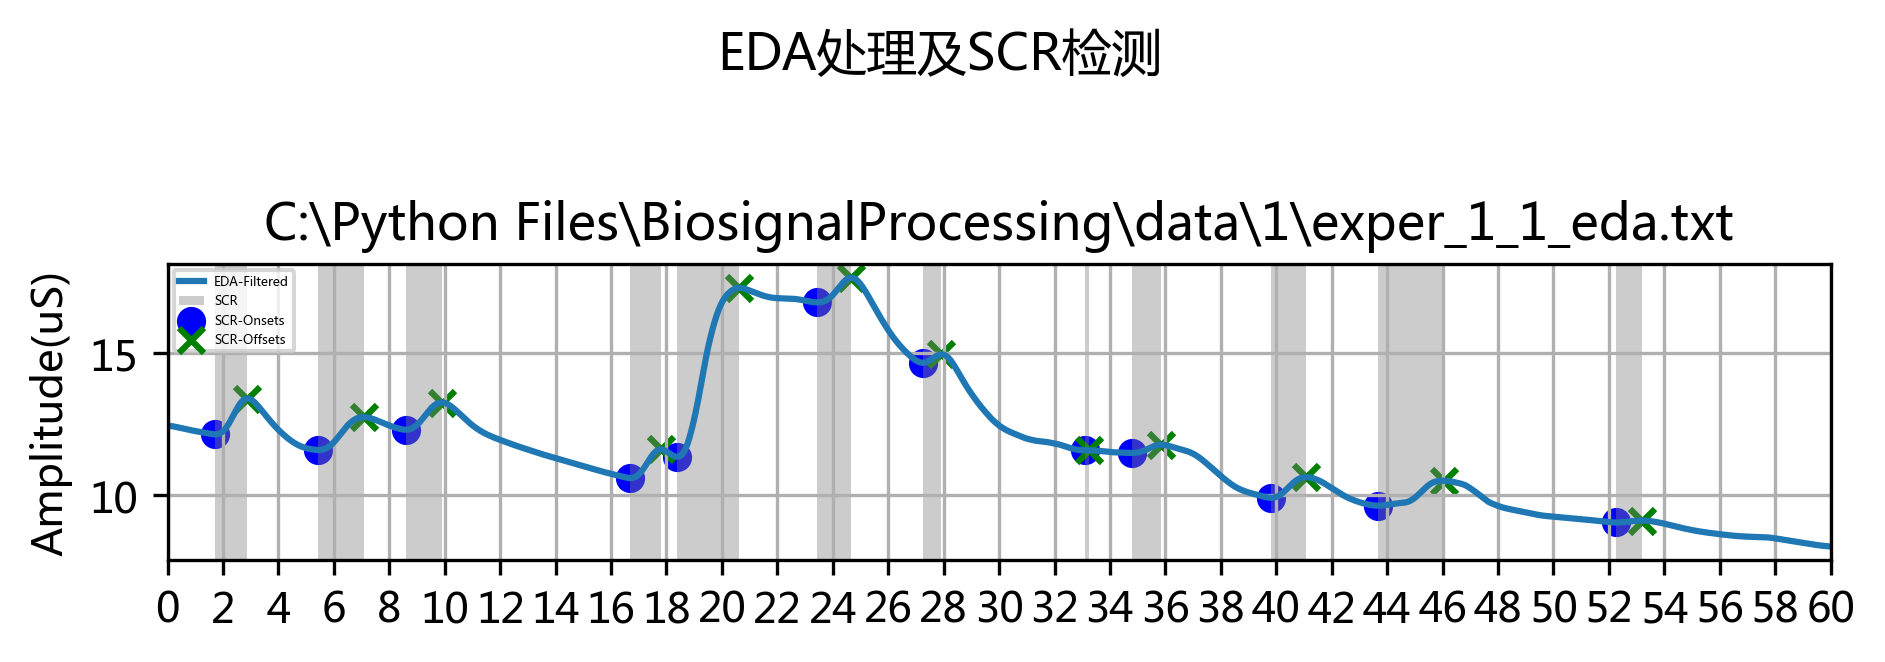 EDA处理及SCR检测
C:\Python Files\BiosignalProcessing\data\1\exper_1_1_eda.txt
Amplitude(uS)
15
10
EDA-Filtered
SCR
SCR-Onsets
SCR-Offsets
0 2 4 6 8 10 12 14 16 18 20 22 24 26 28 30 32 34 36 38 40 42 44 46 48 50 52 54 56 58 60